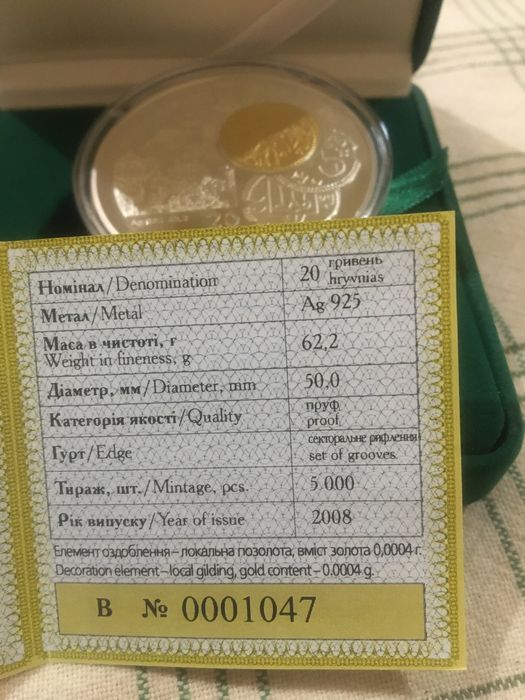 Номінал/Denomination
20 гривень
hryvnias
Метал/Metal
Ag 925
Маса в чистоті, г
Weight in fineness, g
62,2
Діаметр, мм/Diameter, mm
50,0
Категорія якості/Quality
пруф
proof
Гурт/Edge
секторальне рифлення
set of grooves
Тираж, шт./Mintage, pcs.
5.000
Рік випуску/Year of issue
2008
Елемент оздоблення – локальна позолота, вміст золота 0,0004 г.
Decoration element – local gilding, gold content – 0.0004 g.
В № 0001047